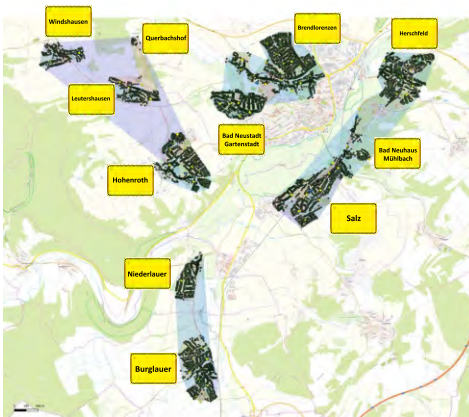 Windshausen
Querbachshof
Brendlorenzen
Herschfeld
Leutershausen
Bad Neustadt
Gartenstadt
Bad Neuhaus
Mühlbach
Hohenroth
Salz
Niederlauer
Burglauer